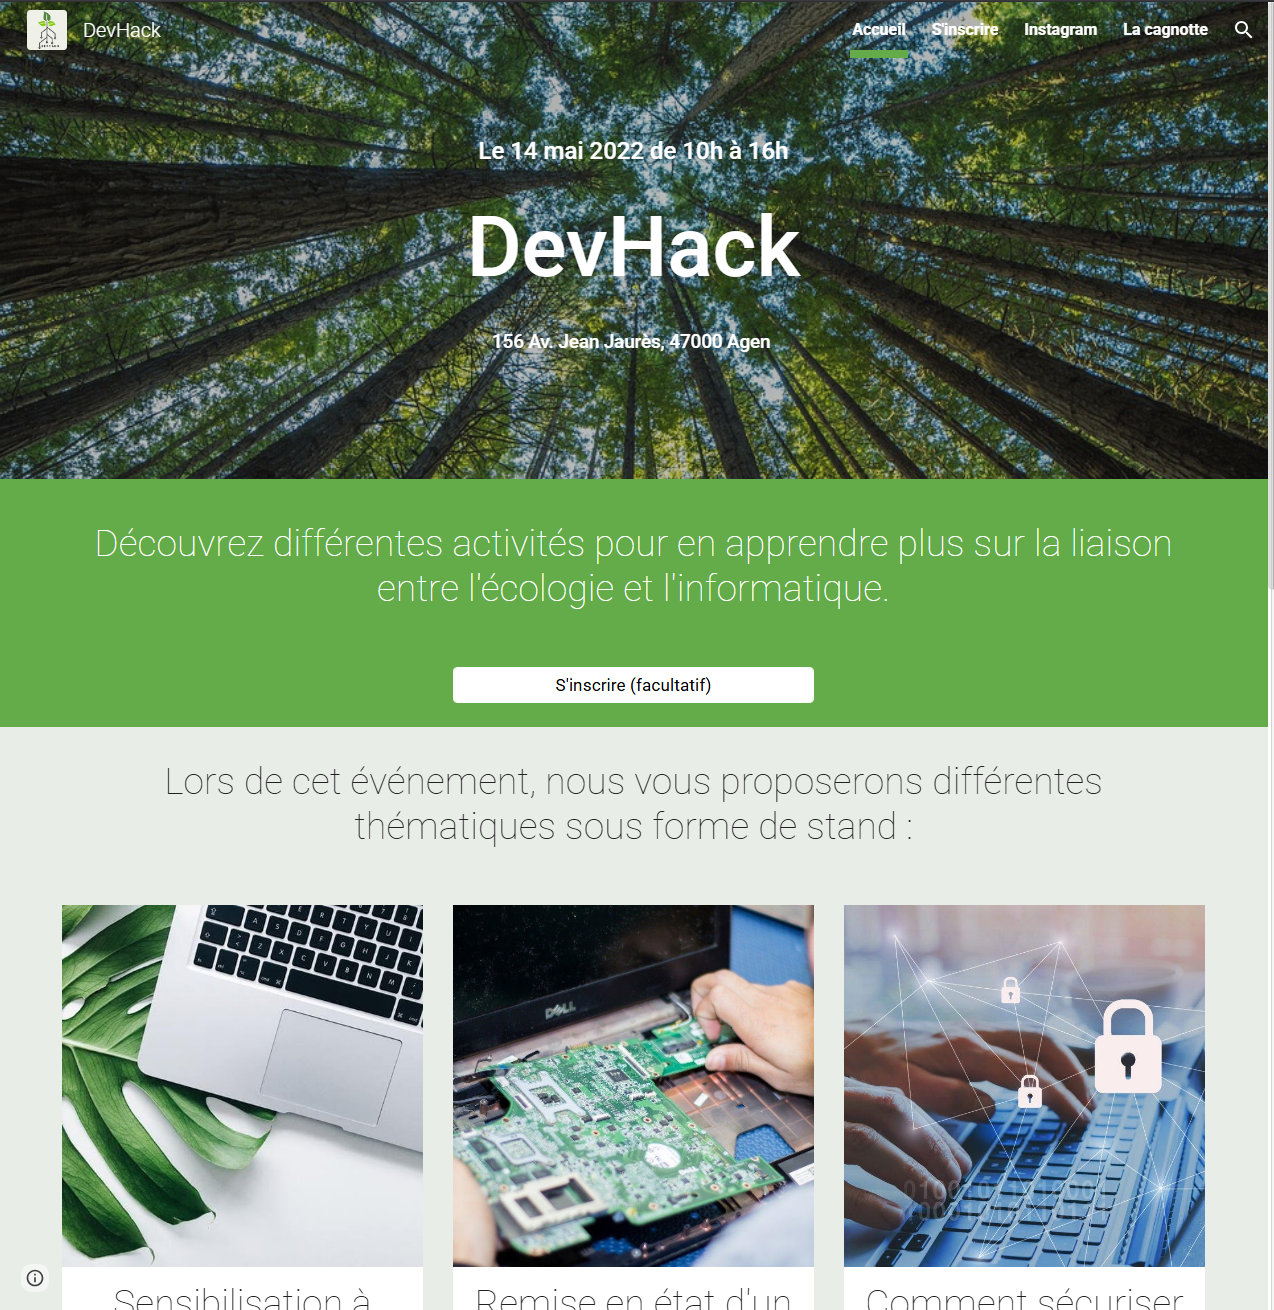 DevHack
Accueil
S'inscrire
Instagram
La cagnotte
Le 14 mai 2022 de 10h à 16h
DevHack
156 Av. Jean Jaurès, 47000 Agen
Découvrez différentes activités pour en apprendre plus sur la liaison
entre l'écologie et l'informatique.
S'inscrire (facultatif)
Lors de cet événement, nous vous proposerons différentes
thématiques sous forme de stand :
DELL
Sensibilisation à
Remise en état d'un
Comment sécuriser